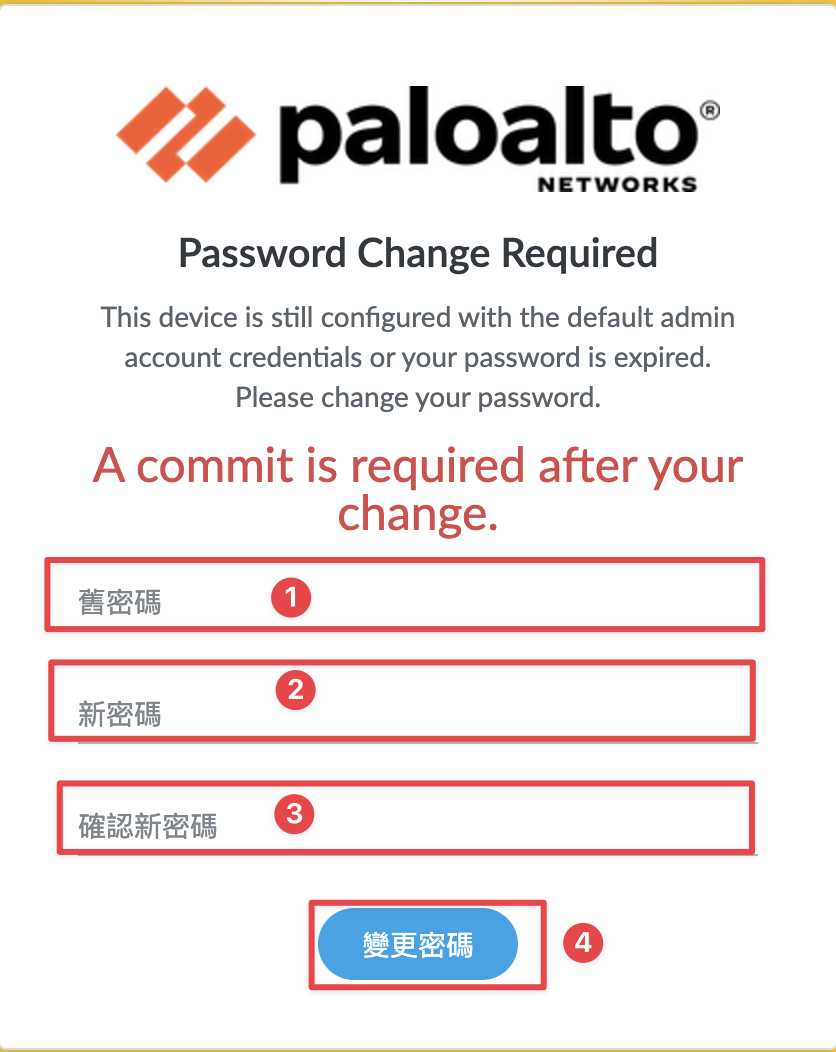 paloalto®
NETWORKS
Password Change Required
This device is still configured with the default admin
account credentials or your password is expired.
Please change your password.
A commit is required after your
change.
舊密碼 1
2
新密碼
確認新密碼 3
變更密碼 4